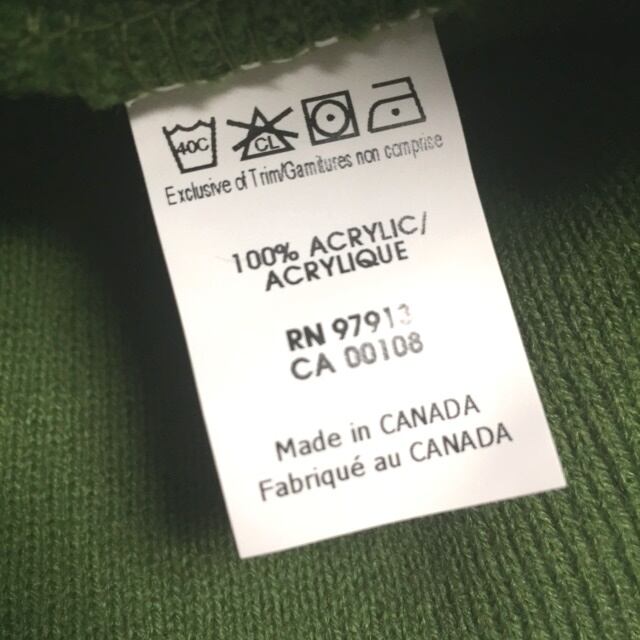 40C CL
Exclusive of Trim/Garnitures non comprise
100% ACRYLIC/
ACRYLIQUE
RN 97913
CA 00108
Made in CANADA
Fabriqué au CANADA